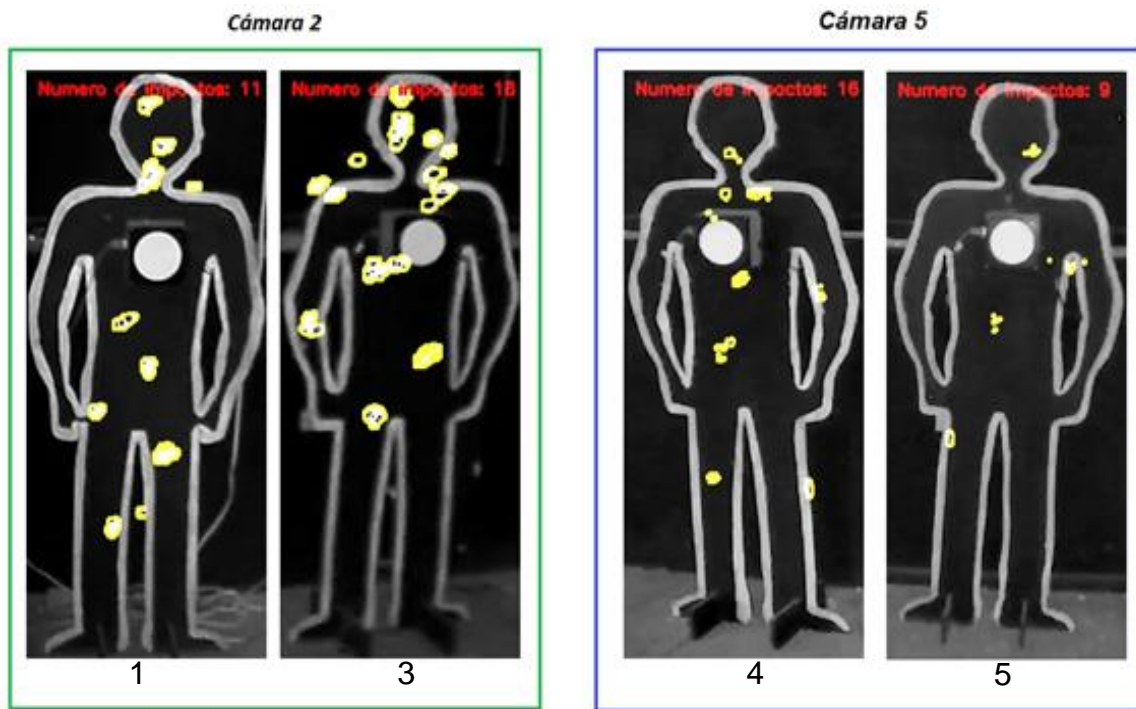 Cámara 2
Cámara 5
Numero de impactos: 11
Numero de impactos: 18
Numero de impactos: 16
Numero de impactos: 9
1
3
4
5